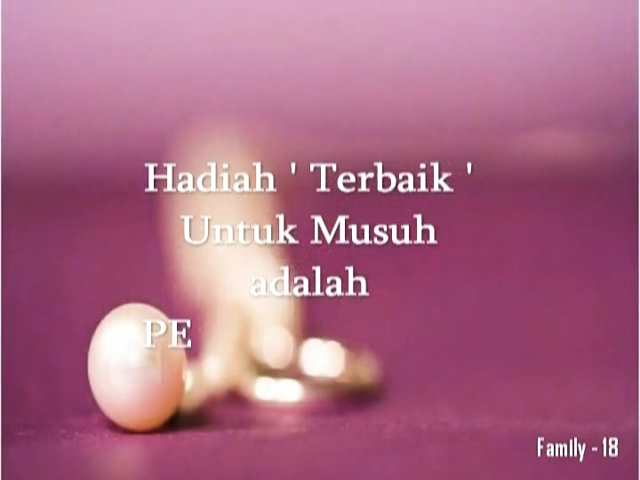 Hadiah ' Terbaik '
Untuk Musuh
adalah
PE
Family - 18